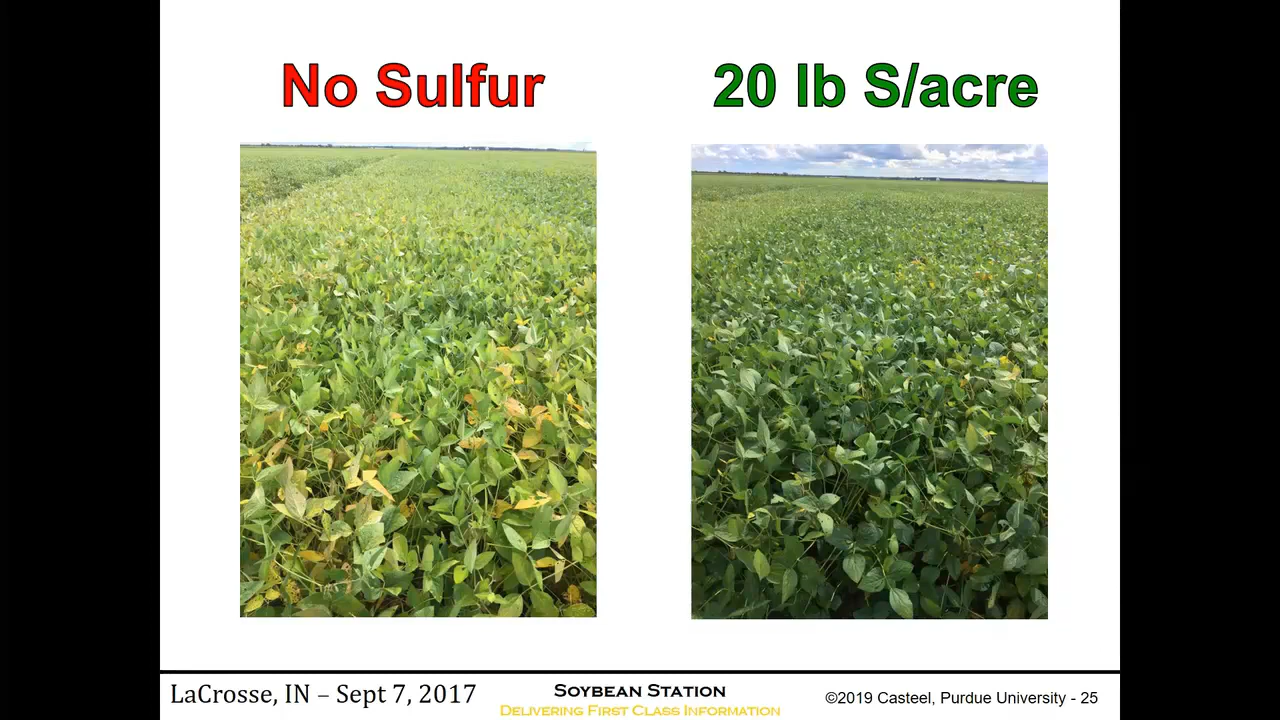 No Sulfur
20 lb S/acre
LaCrosse, IN – Sept 7, 2017
SOYBEAN STATION
DELIVERING FIRST CLASS INFORMATION
©2019 Casteel, Purdue University - 25